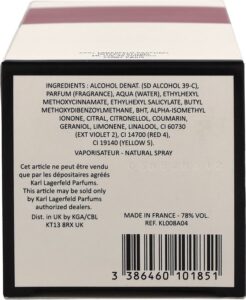 INGREDIENTS : ALCOHOL DENAT. (SD ALCOHOL 39-C),
PARFUM (FRAGRANCE), AQUA (WATER), ETHYLHEXYL
METHOXYCINNAMATE, ETHYLHEXYL SALICYLATE, BUTYL
METHOXYDIBENZOYLMETHANE, BHT, ALPHA-ISOMETHYL
IONONE, CITRAL, CITRONELLOL, COUMARIN,
GERANIOL, LIMONENE, LINALOOL, CI 60730
(EXT VIOLET 2), CI 14700 (RED 4),
CI 19140 (YELLOW 5).
VAPORISATEUR - NATURAL SPRAY
Cet article ne peut être vendu
que par les dépositaires agréés
Karl Lagerfeld Parfums.
This article may be sold only
by Karl Lagerfeld Parfums
authorized dealers.
Dist. in UK by KGA/CBL
KT13 8RX UK
MADE IN FRANCE - 78% VOL.
REF. KL008A04
3 386460 101851